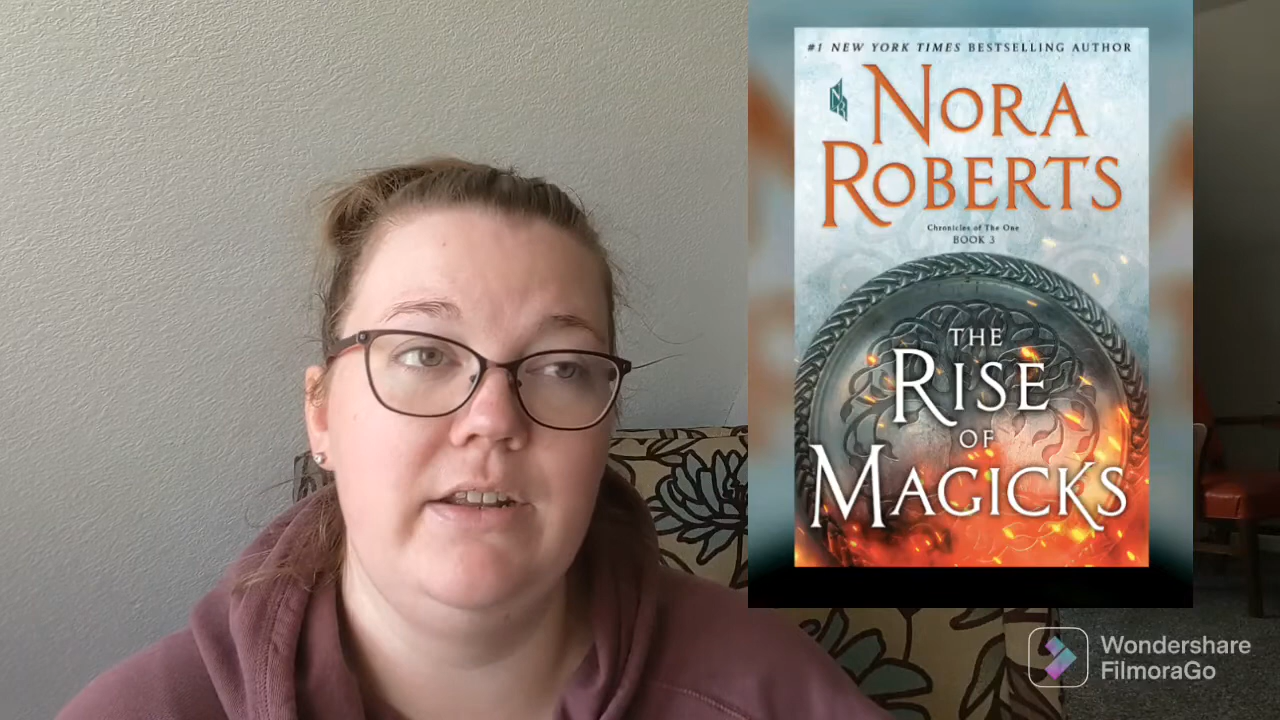 #1 NEW YORK TIMES BESTSELLING AUTHOR
NR
NORA
ROBERTS
Chronicles of The One
BOOK 3
THE
RISE
OF
MAGICKS
Wondershare
FilmoraGo